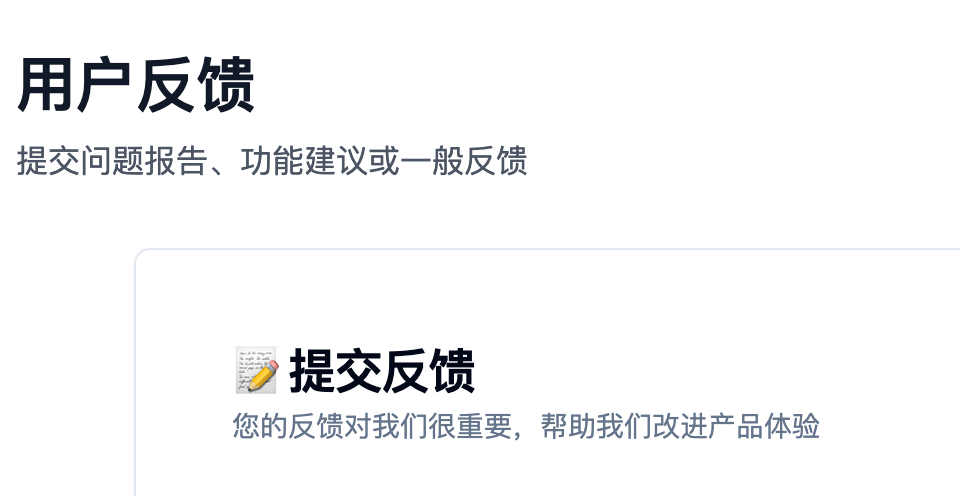 用户反馈
提交问题报告、功能建议或一般反馈
📝 提交反馈
您的反馈对我们很重要，帮助我们改进产品体验